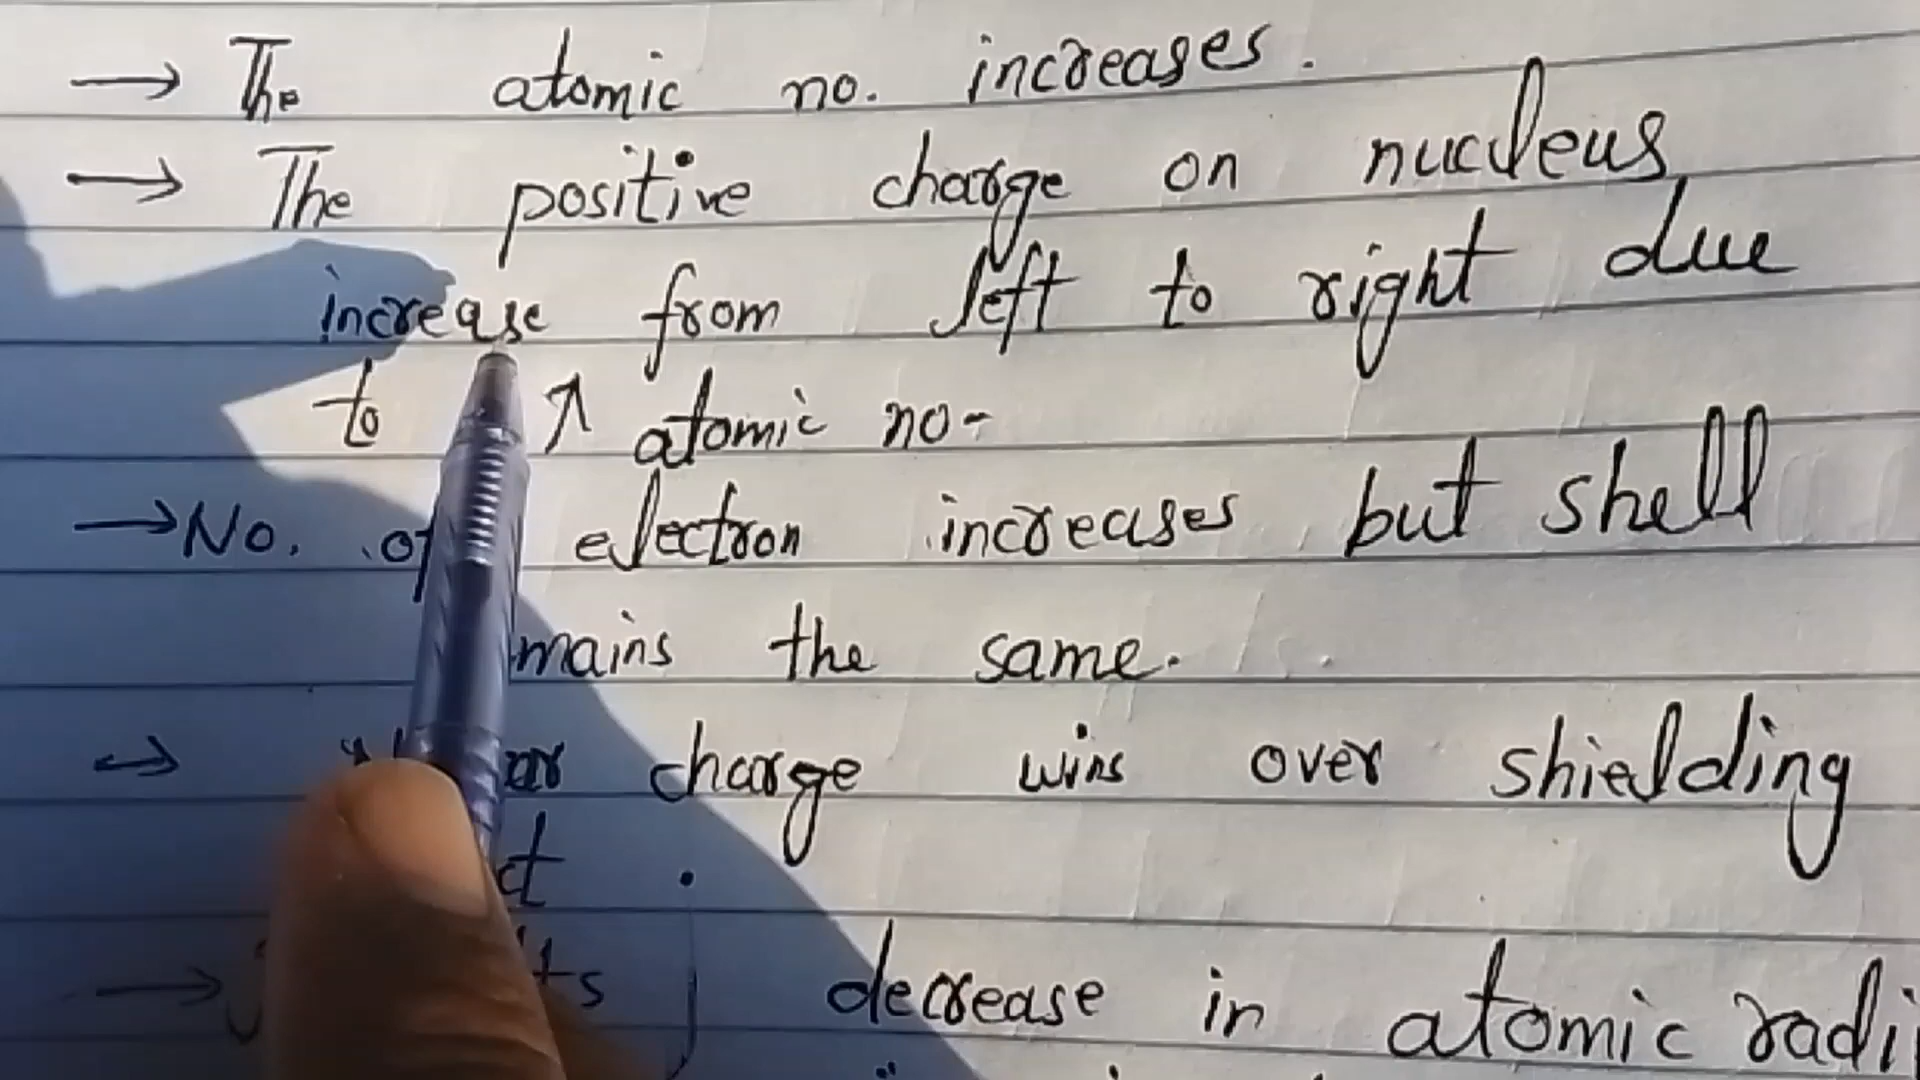 → The atomic no. increases.
→ The positive charge on nucleus
increase from left to right due
to ↑ atomic no-
→ No. of electron increases but shell
mains the same.
→ charge wins over shielding
→ decrease in atomic radi